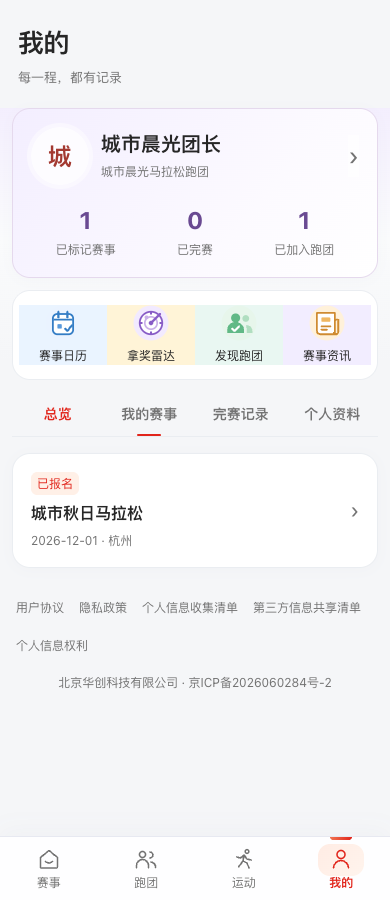 我的
每一程，都有记录
城
城市晨光团长
城市晨光马拉松跑团
1 0 1
已标记赛事 已完赛 已加入跑团
赛事日历 拿奖雷达 发现跑团 赛事资讯
总览 我的赛事 完赛记录 个人资料
已报名
城市秋日马拉松
2026-12-01 · 杭州
用户协议 隐私政策 个人信息收集清单 第三方信息共享清单
个人信息权利
北京华创科技有限公司 · 京ICP备2026060284号-2
赛事 跑团 运动 我的